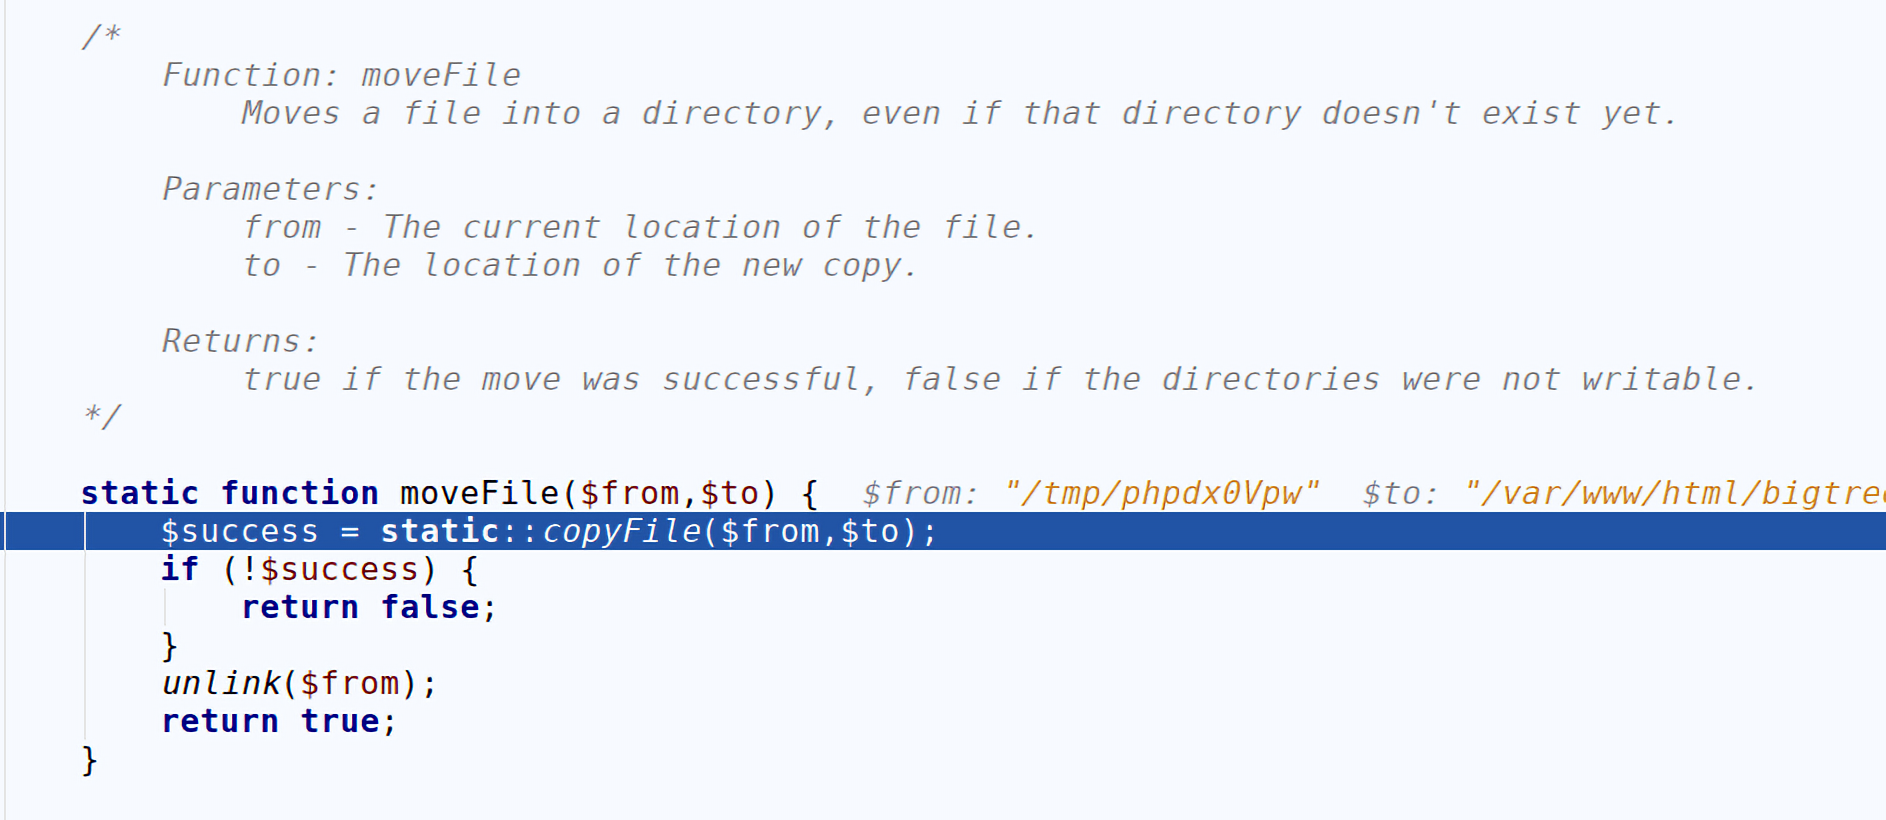 /*
Function: moveFile
Moves a file into a directory, even if that directory doesn't exist yet.
Parameters:
from - The current location of the file.
to - The location of the new copy.
Returns:
true if the move was successful, false if the directories were not writable.
*/
static function moveFile($from,$to) { $from: "/tmp/phpdx0Vpw" $to: "/var/www/html/bigtre
$success = static::copyFile($from,$to);
if (!$success) {
return false;
}
unlink($from);
return true;
}